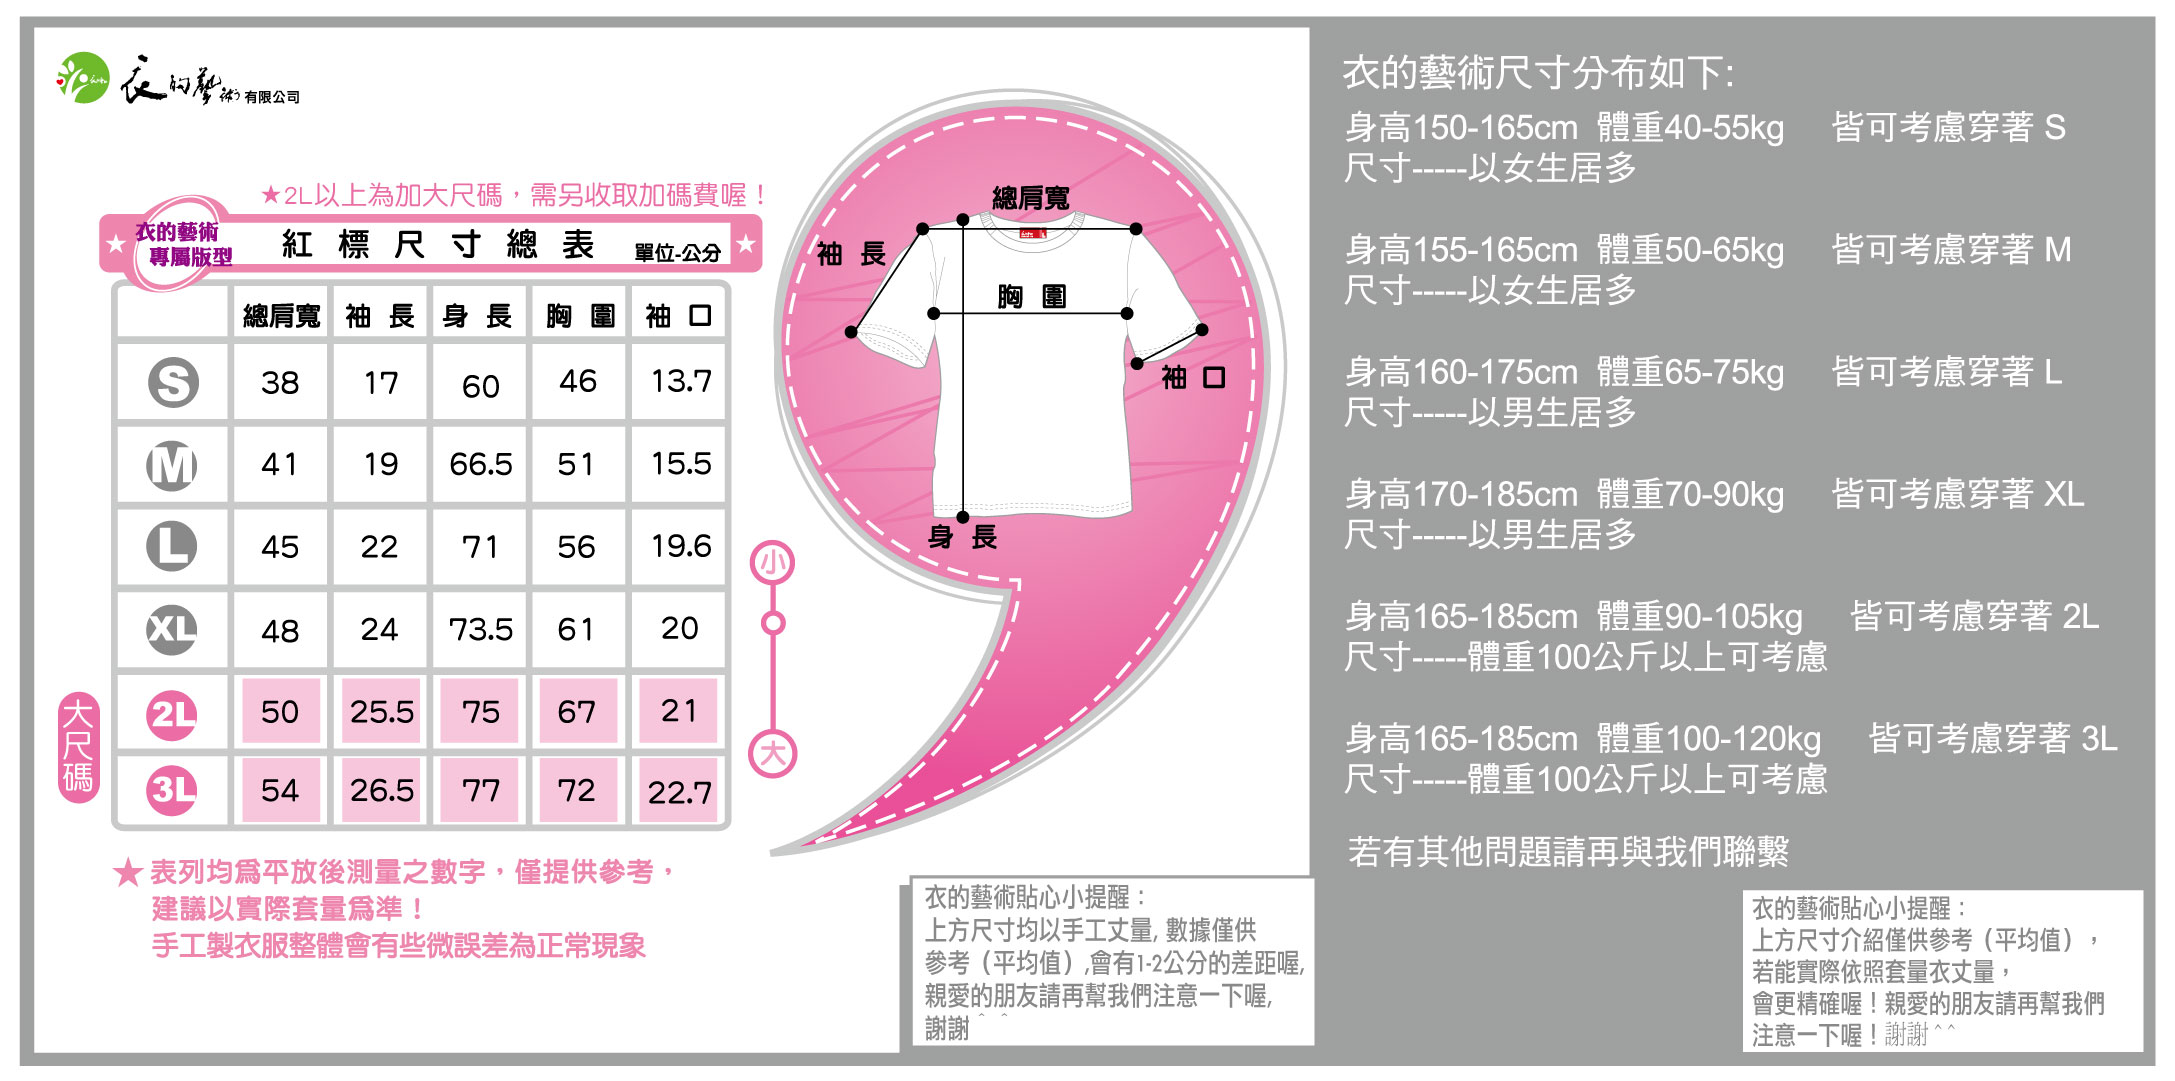 衣的藝術有限公司
★2L以上為加大尺碼，需另收取加碼費喔！
衣的藝術
專屬版型
★ 紅標尺寸總表 單位-公分 ★
總肩寬 袖長 身長 胸圍 袖口
S 38 17 60 46 13.7
M 41 19 66.5 51 15.5
L 45 22 71 56 19.6
XL 48 24 73.5 61 20
2L 50 25.5 75 67 21
3L 54 26.5 77 72 22.7
大尺碼
小
大
★表列均為平放後測量之數字，僅提供參考，
建議以實際套量為準！
手工製衣服整體會有些微誤差為正常現象
總肩寬
袖長
胸圍
袖口
身長
衣的藝術貼心小提醒：
上方尺寸均以手工丈量, 數據僅供
參考（平均值）,會有1-2公分的差距喔,
親愛的朋友請再幫我們注意一下喔,
謝謝＾＾
衣的藝術尺寸分布如下:
身高150-165cm 體重40-55kg 皆可考慮穿著 S
尺寸-----以女生居多
身高155-165cm 體重50-65kg 皆可考慮穿著 M
尺寸-----以女生居多
身高160-175cm 體重65-75kg 皆可考慮穿著 L
尺寸-----以男生居多
身高170-185cm 體重70-90kg 皆可考慮穿著 XL
尺寸-----以男生居多
身高165-185cm 體重90-105kg 皆可考慮穿著 2L
尺寸-----體重100公斤以上可考慮
身高165-185cm 體重100-120kg 皆可考慮穿著 3L
尺寸-----體重100公斤以上可考慮
若有其他問題請再與我們聯繫
衣的藝術貼心小提醒：
上方尺寸介紹僅供參考（平均值），
若能實際依照套量衣丈量，
會更精確喔！親愛的朋友請再幫我們
注意一下喔！謝謝^^